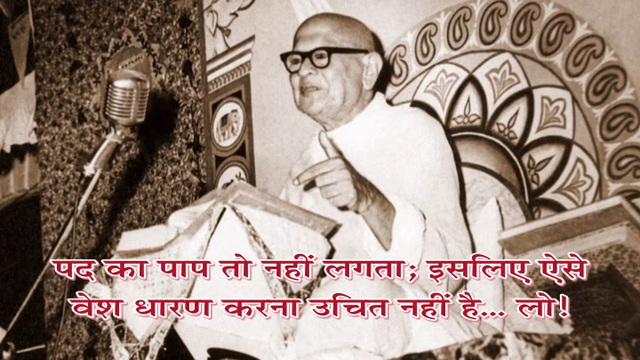 पद का पाप तो नहीं लगता; इसलिए ऐसे
वेश धारण करना उचित नहीं है... लो!